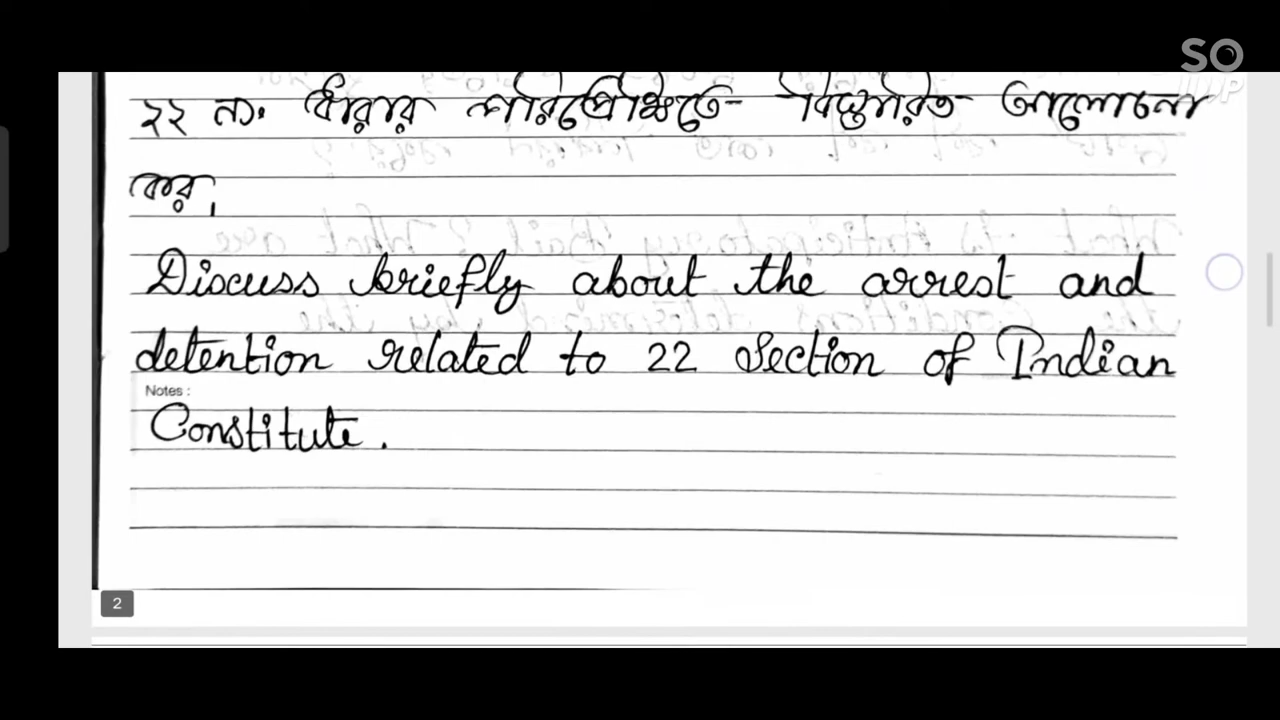 SO
UP
২২ নং ধারার পরিপ্রেক্ষিতে বিস্তারিত আলোচনা
কর।
Discuss briefly about the arrest and
detention related to 22 Section of Indian
Notes :
Constitute.
2